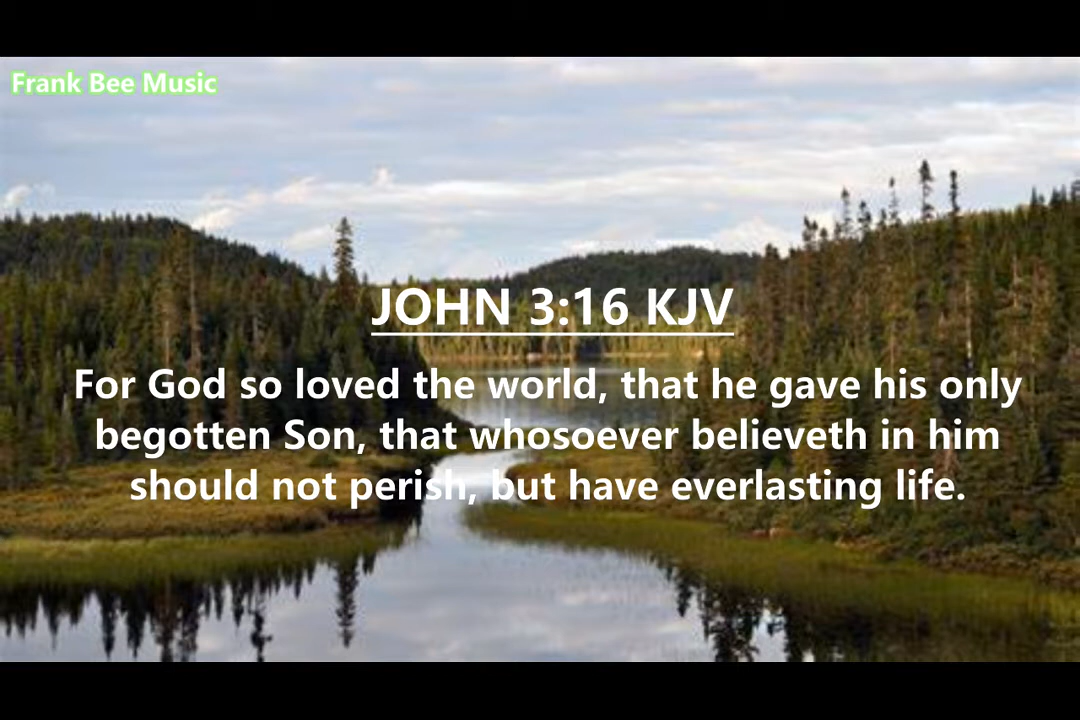 Frank Bee Music
JOHN 3:16 KJV
For God so loved the world, that he gave his only
begotten Son, that whosoever believeth in him
should not perish, but have everlasting life.